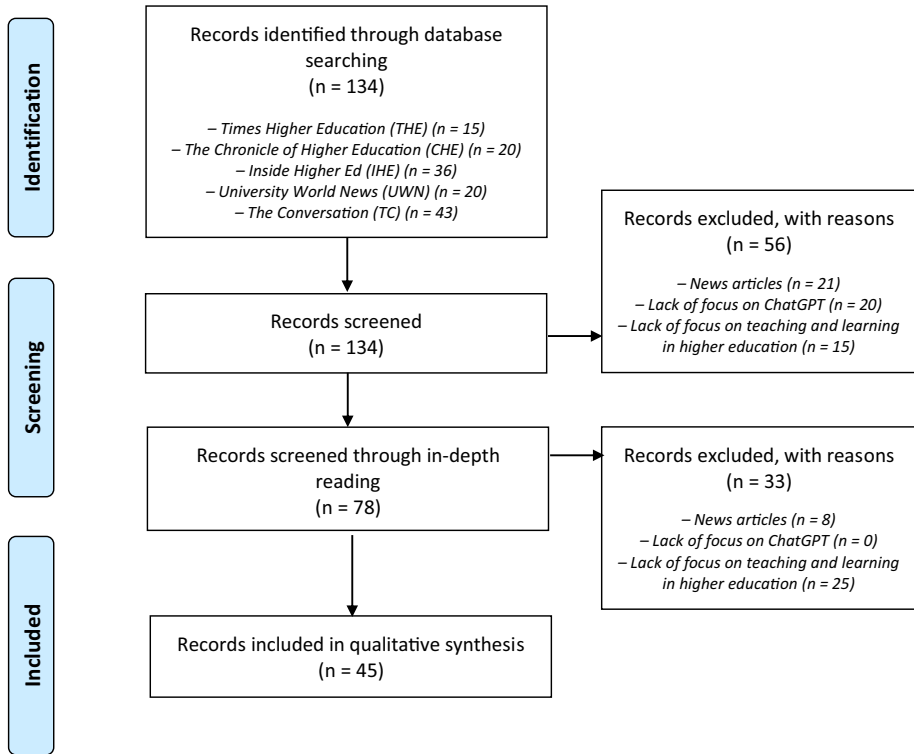 Identification
Records identified through database
searching
(n = 134)
– Times Higher Education (THE) (n = 15)
– The Chronicle of Higher Education (CHE) (n = 20)
– Inside Higher Ed (IHE) (n = 36)
– University World News (UWN) (n = 20)
– The Conversation (TC) (n = 43)
Screening
Records screened
(n = 134)
Records excluded, with reasons
(n = 56)
– News articles (n = 21)
– Lack of focus on ChatGPT (n = 20)
– Lack of focus on teaching and learning
in higher education (n = 15)
Records screened through in-depth
reading
(n = 78)
Records excluded, with reasons
(n = 33)
– News articles (n = 8)
– Lack of focus on ChatGPT (n = 0)
– Lack of focus on teaching and learning
in higher education (n = 25)
Included
Records included in qualitative synthesis
(n = 45)